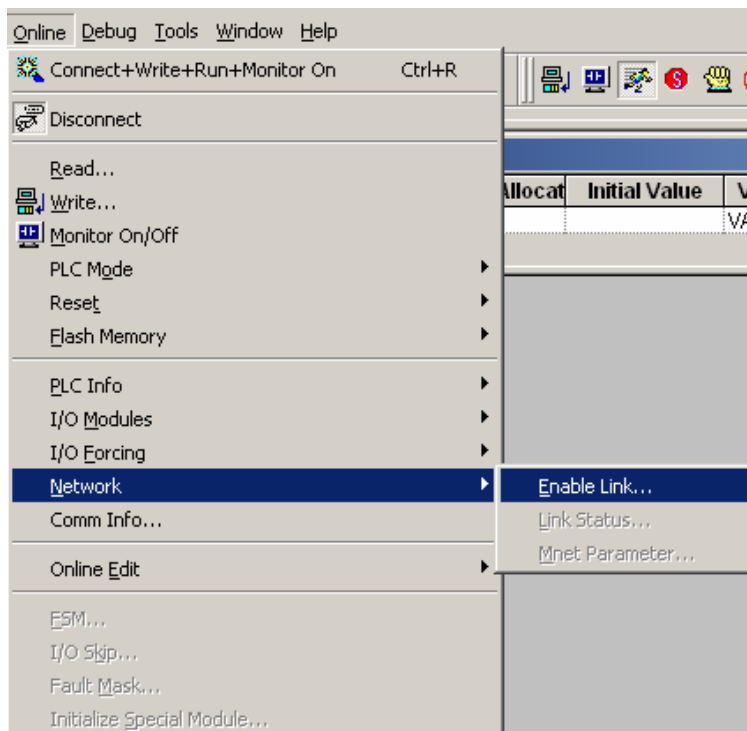 Online Debug Tools Window Help
Connect+Write+Run+Monitor On Ctrl+R
Disconnect
Read...
Write...
Monitor On/Off
PLC Mode
Reset
Flash Memory
PLC Info
I/O Modules
I/O Forcing
Network
Comm Info...
Online Edit
FSM...
I/O Skip...
Fault Mask...
Initialize Special Module...
Enable Link...
Link Status...
Mnet Parameter...
Allocat Initial Value V
VA